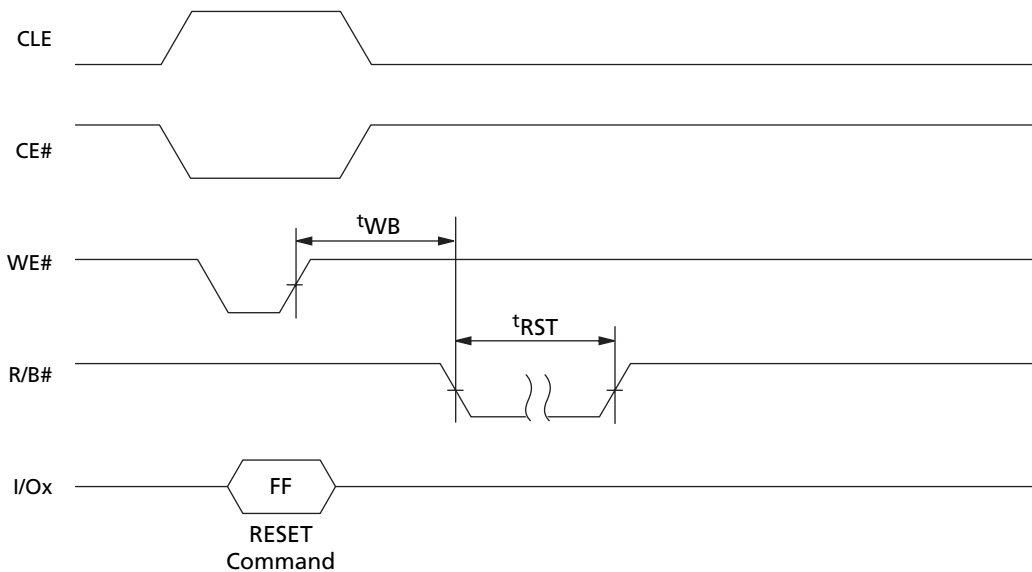 CLE
CE#
tWB
WE#
tRST
R/B#
I/Ox
FF
RESET
Command